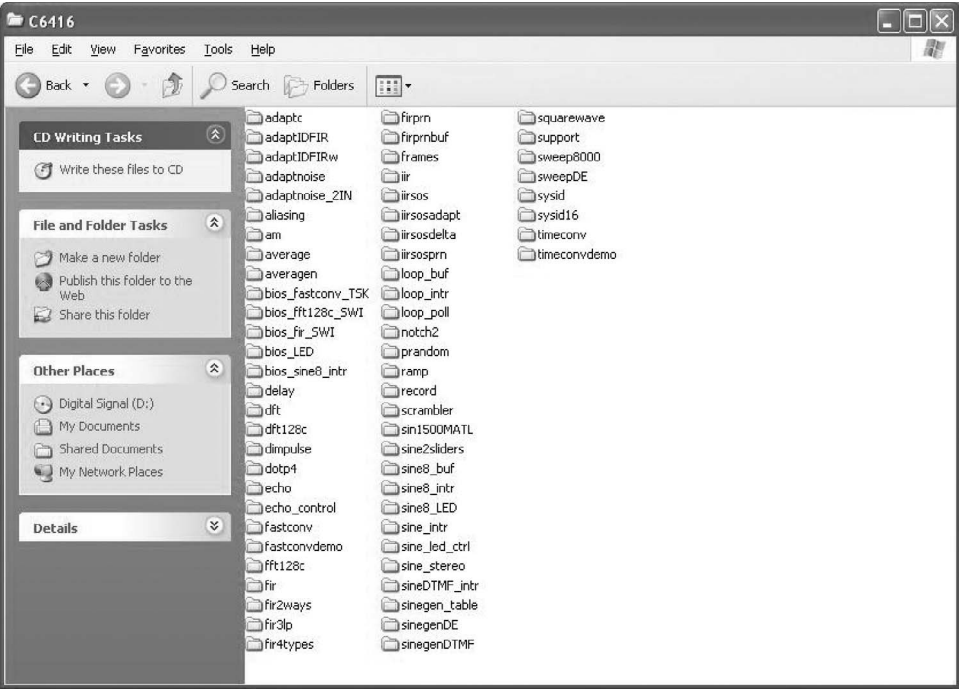 C6416
File Edit View Favorites Tools Help
Back Search Folders
CD Writing Tasks
Write these files to CD
File and Folder Tasks
Make a new folder
Publish this folder to the
Web
Share this folder
Other Places
Digital Signal (D:)
My Documents
Shared Documents
My Network Places
Details
adaptc
adaptIDFIR
adaptIDFIRw
adaptnoise
adaptnoise_2IN
aliasing
am
average
averagen
bios_fastconv_TSK
bios_fft128c_SWI
bios_fir_SWI
bios_LED
bios_sine8_intr
delay
dft
dft128c
dimpulse
dotp4
echo
echo_control
fastconv
fastconvdemo
fft128c
fir
fir2ways
fir3lp
fir4types
firprn
firprnbuf
frames
iir
iirsos
iirsosadapt
iirsosdelta
iirsosprn
loop_buf
loop_intr
loop_poll
notch2
prandom
ramp
record
scrambler
sin1500MATL
sine2sliders
sine8_buf
sine8_intr
sine8_LED
sine_intr
sine_led_ctrl
sine_stereo
sineDTMF_intr
sinegen_table
sinegenDE
sinegenDTMF
squarewave
support
sweep8000
sweepDE
sysid
sysid16
timeconv
timeconvdemo